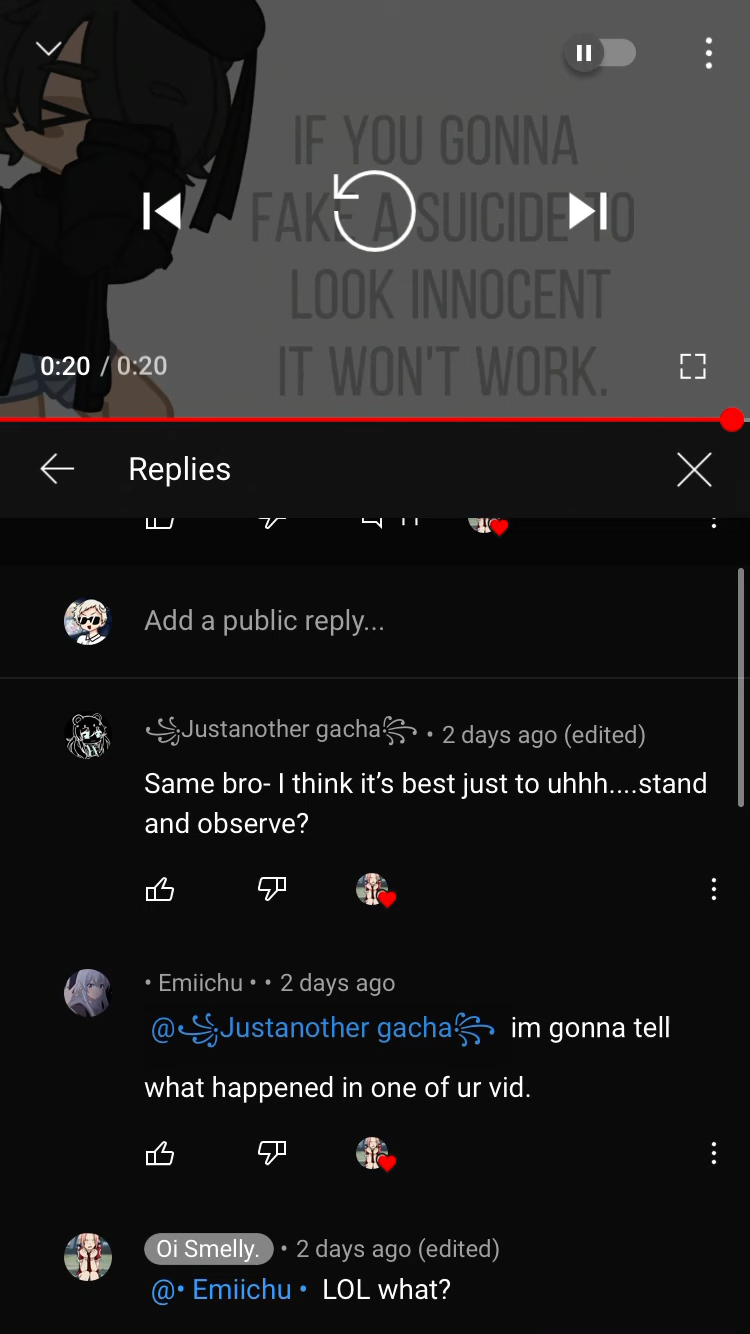 IF YOU GONNA
FAKE A SUICIDE TO
LOOK INNOCENT
IT WON'T WORK.
0:20 / 0:20
Replies
11
Add a public reply...
꧁Justanother gacha꧂ • 2 days ago (edited)
Same bro- I think it’s best just to uhhh....stand
and observe?
• Emiichu • • 2 days ago
@꧁Justanother gacha꧂ im gonna tell
what happened in one of ur vid.
Oi Smelly. • 2 days ago (edited)
@• Emiichu • LOL what?